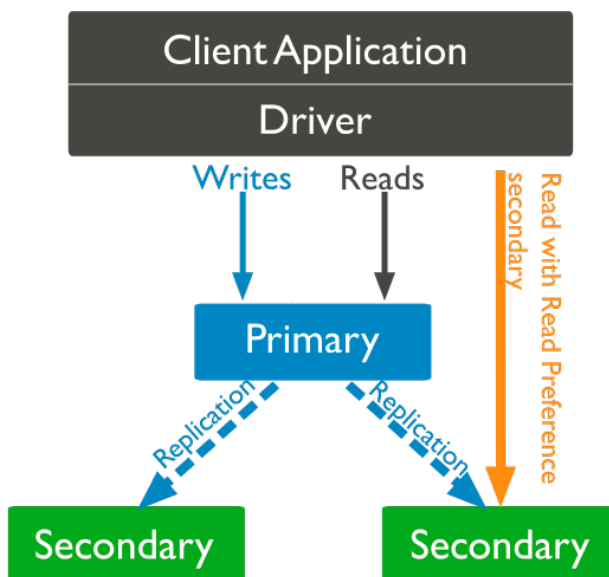 Client Application
Driver
Writes
Reads
Read with Read Preference
secondary
Primary
Replication
Replication
Secondary
Secondary